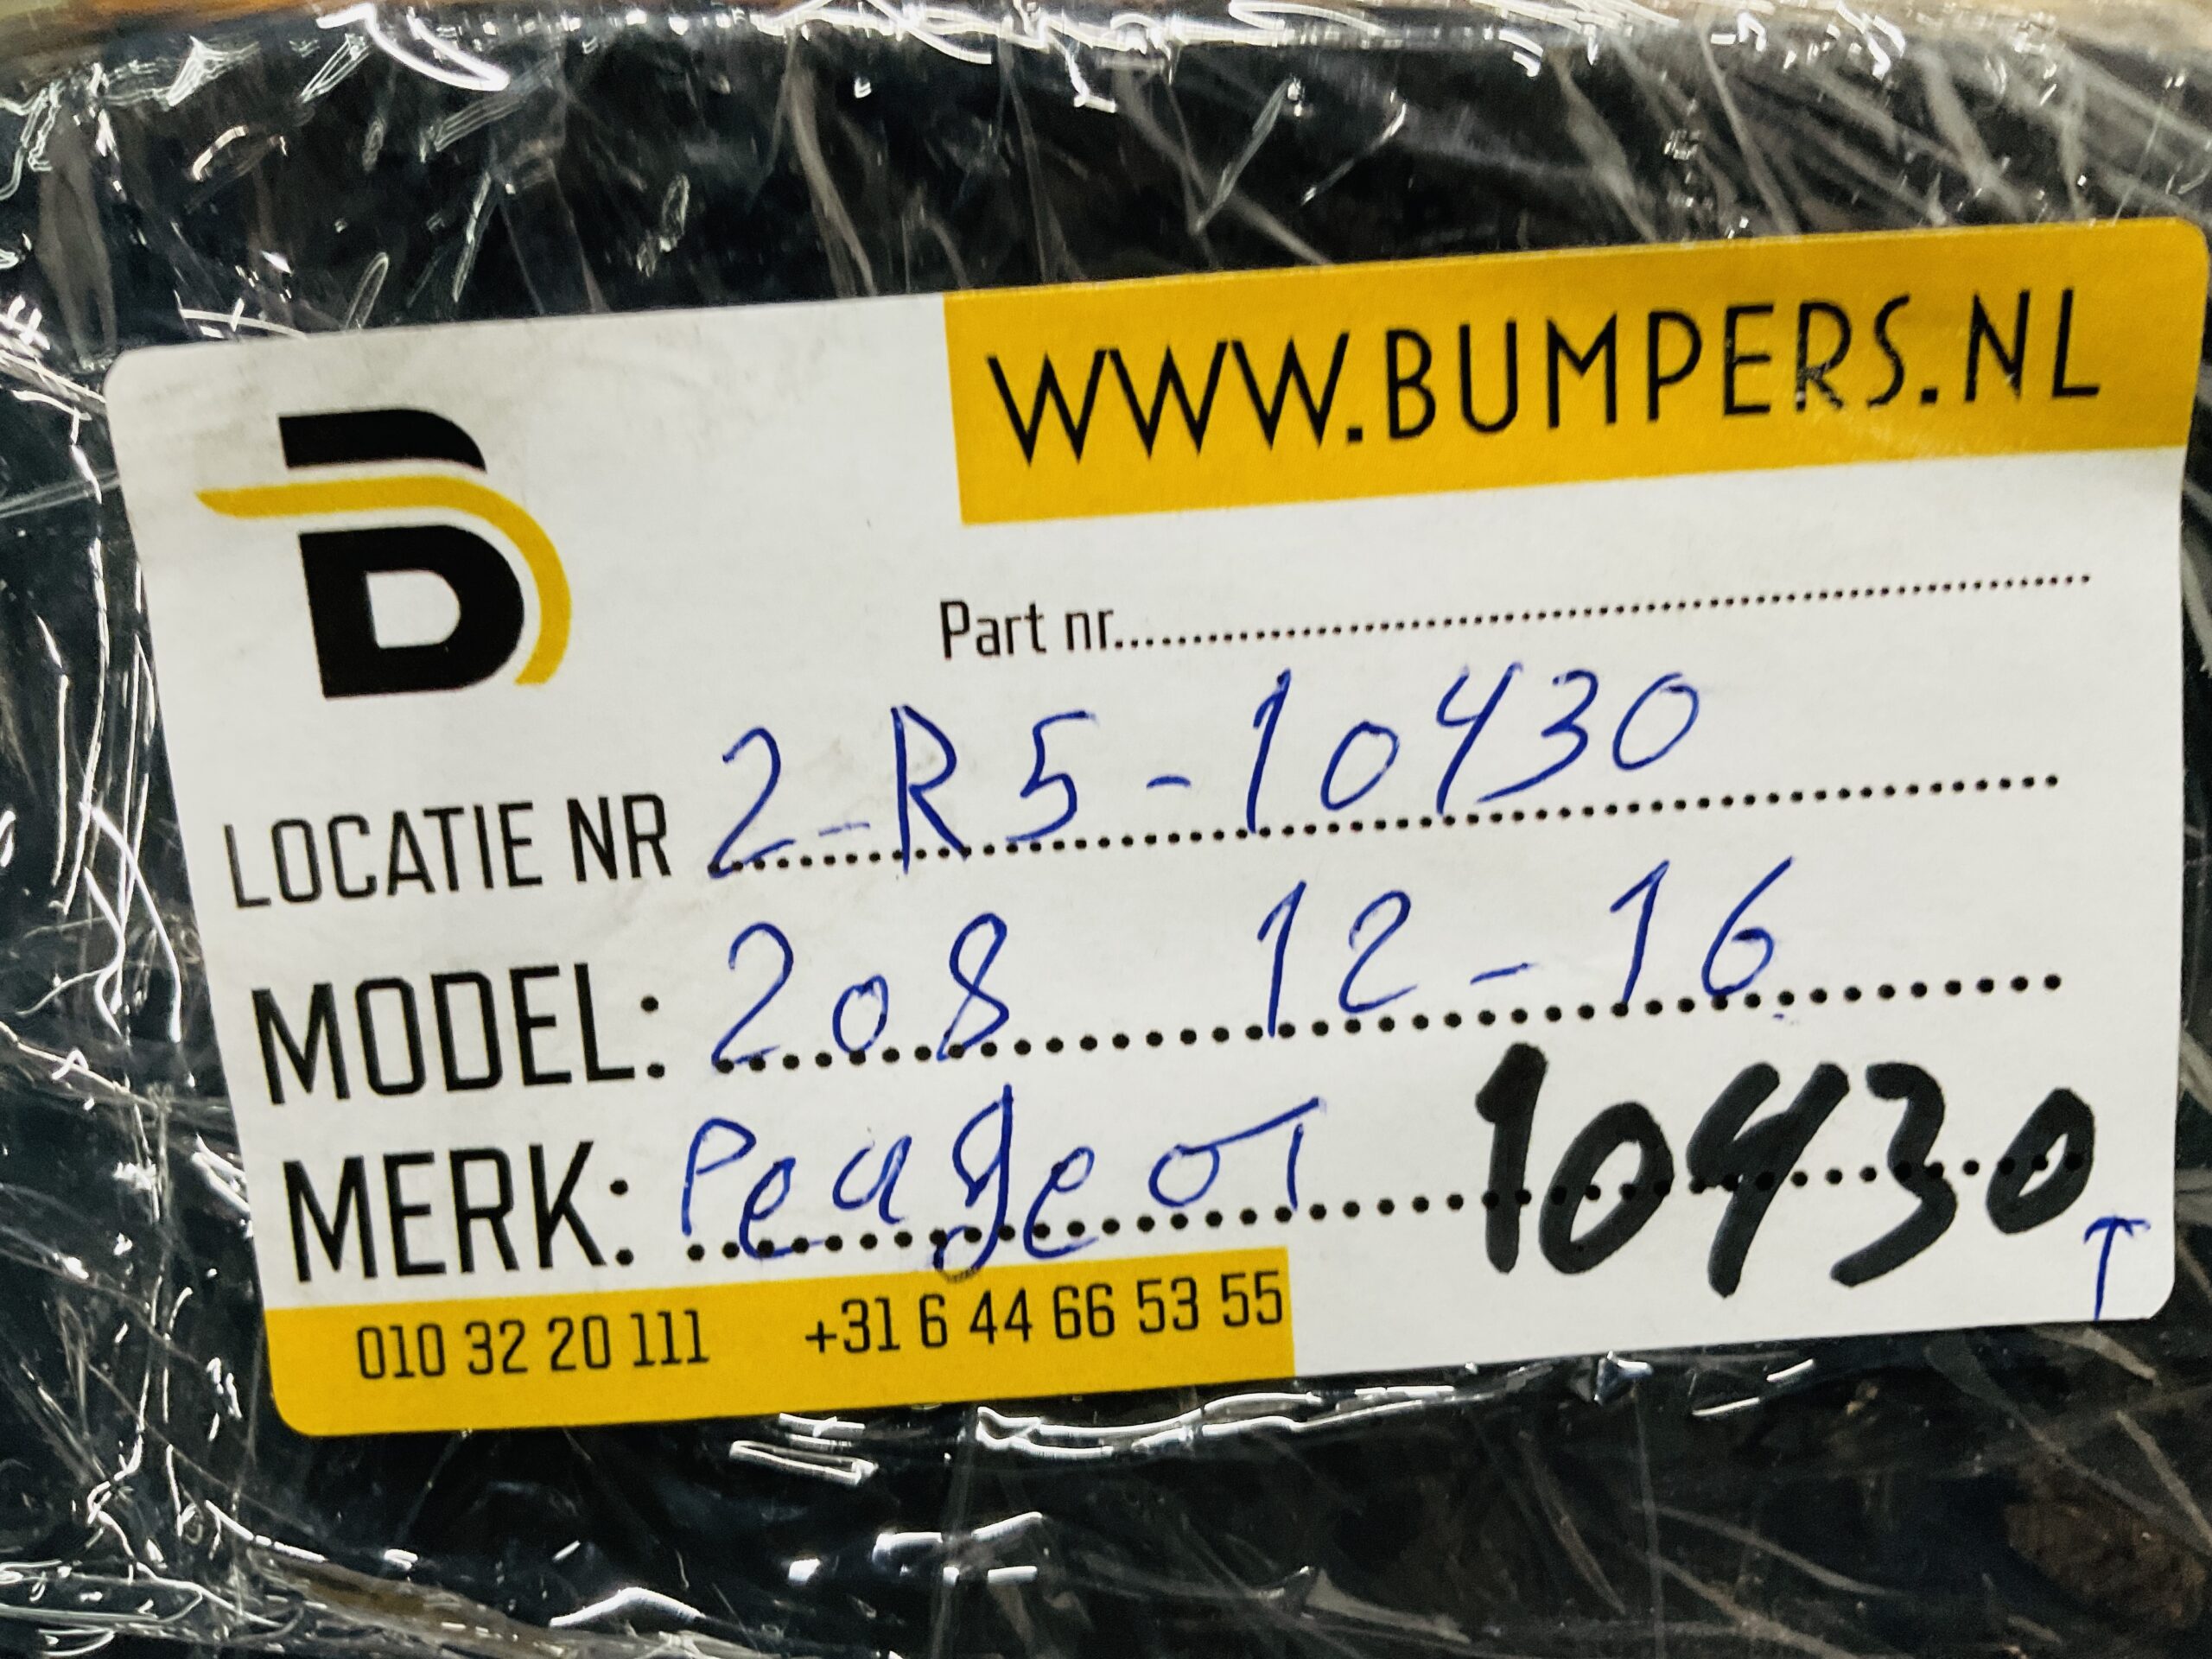 B
WWW.BUMPERS.NL
Part nr.
LOCATIE NR 2-R5-10430
MODEL: 208 12-16
MERK: Peugeot 10430
T
010 32 20 111 +31 6 44 66 53 55